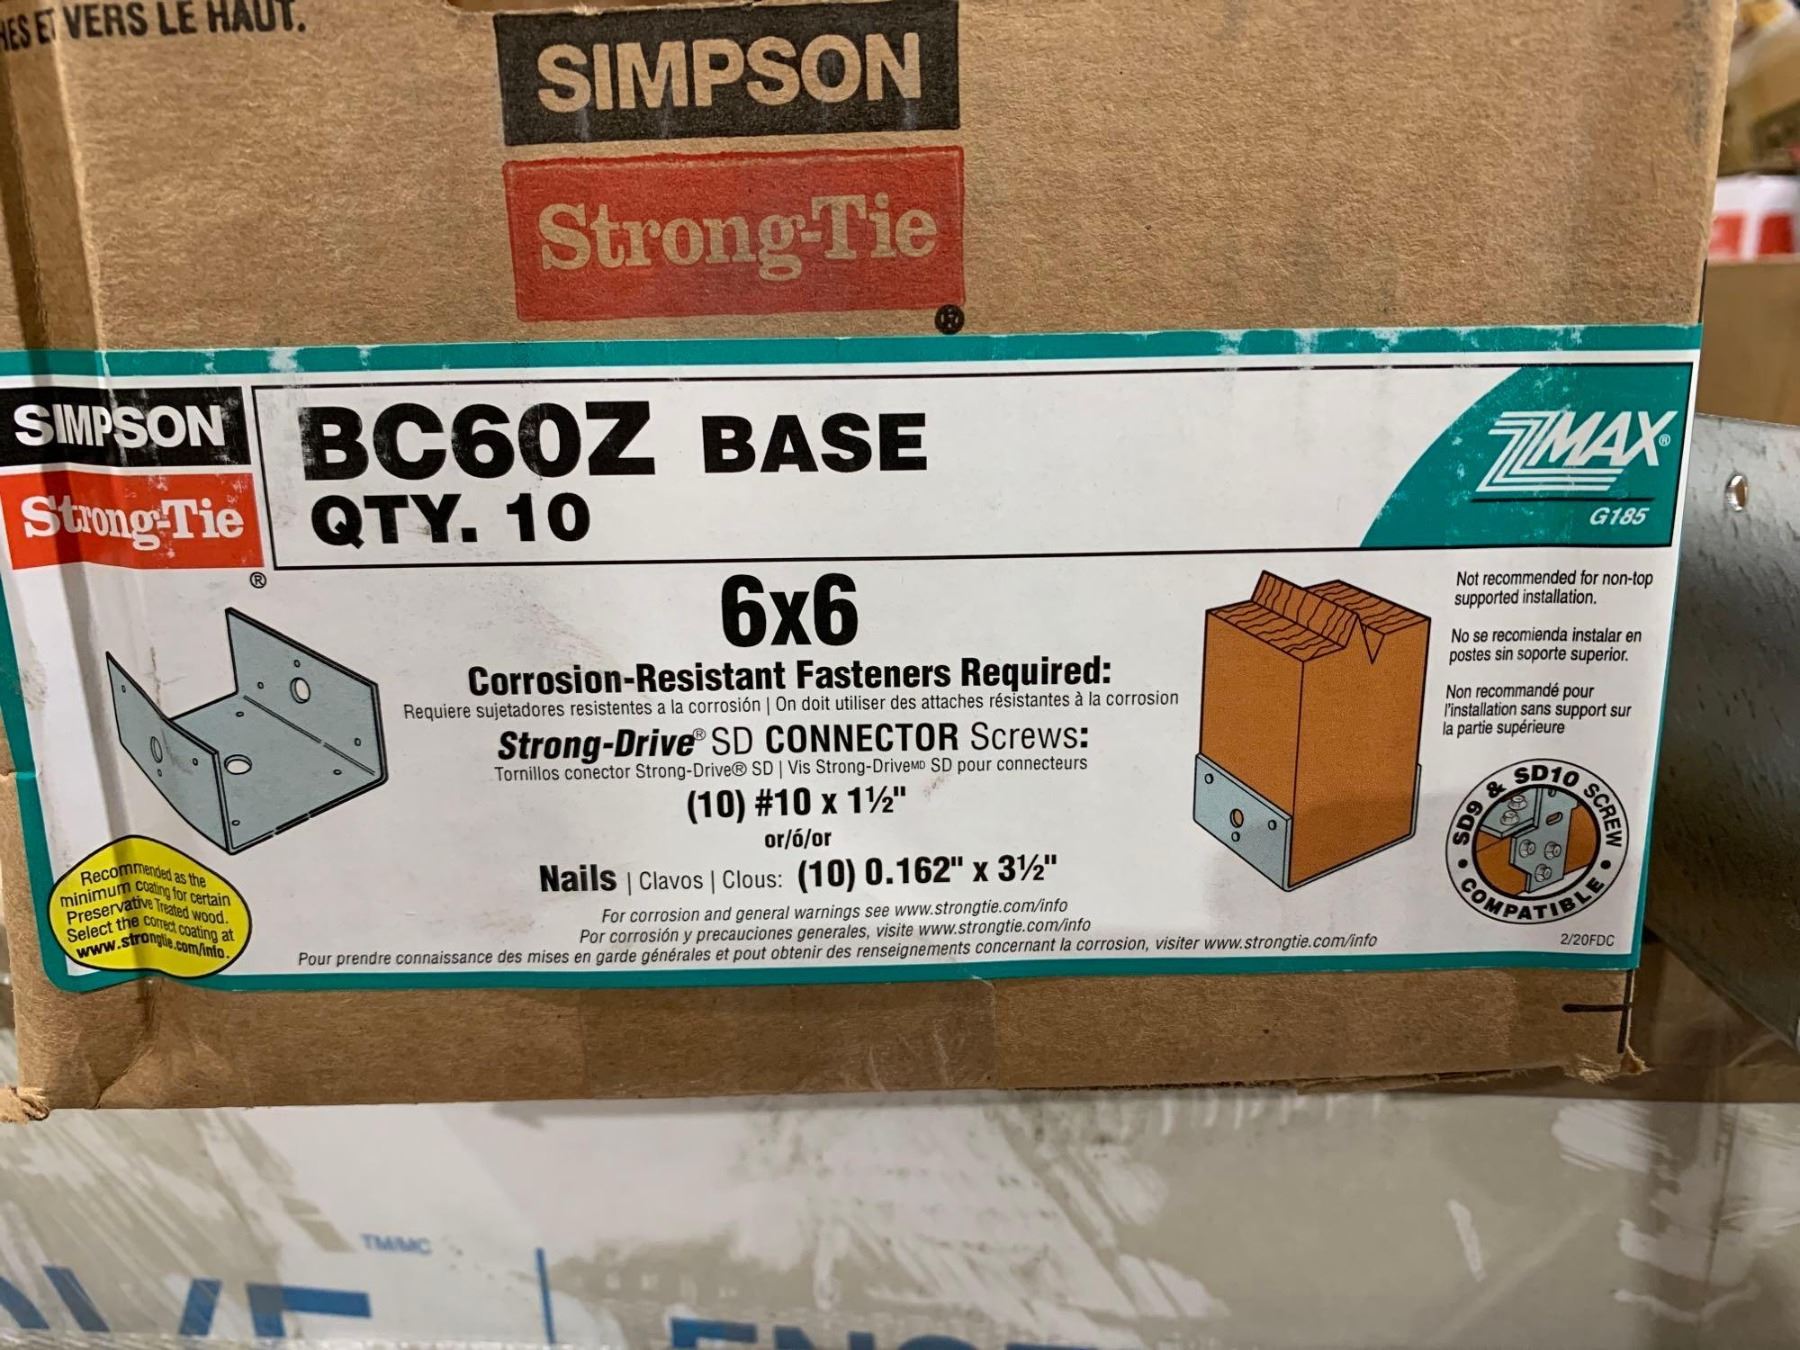 ET VERS LE HAUT.
SIMPSON
Strong-Tie
®
SIMPSON
Strong-Tie
®
BC60Z BASE
QTY. 10
ZMAX®
G185
6x6
Corrosion-Resistant Fasteners Required:
Requiere sujetadores resistentes a la corrosión | On doit utiliser des attaches résistantes à la corrosion
Strong-Drive® SD CONNECTOR Screws:
Tornillos conector Strong-Drive® SD | Vis Strong-DriveMD SD pour connecteurs
(10) #10 x 1½"
or/ó/or
Nails | Clavos | Clous: (10) 0.162" x 3½"
For corrosion and general warnings see www.strongtie.com/info
Por corrosión y precauciones generales, visite www.strongtie.com/info
Pour prendre connaissance des mises en garde générales et pout obtenir des renseignements concernant la corrosion, visiter www.strongtie.com/info
Recommended as the
minimum coating for certain
Preservative Treated wood.
Select the correct coating at
www.strongtie.com/info.
Not recommended for non-top
supported installation.
No se recomienda instalar en
postes sin soporte superior.
Non recommandé pour
l'installation sans support sur
la partie supérieure
SD9 & SD10 SCREW
• COMPATIBLE •
2/20FDC
TM/MC